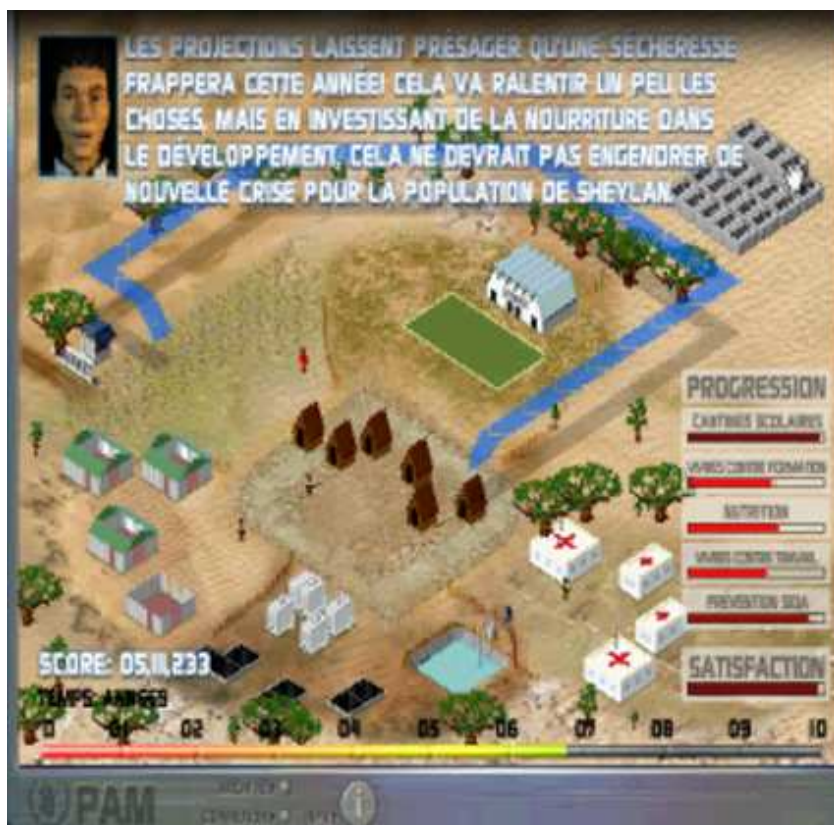 LES PROJECTIONS LAISSENT PRÉSAGER QU'UNE SÉCHERESSE
FRAPPERA CETTE ANNÉE! CELA VA RALENTIR UN PEU LES
CHOSES, MAIS EN INVESTISSANT DE LA NOURRITURE DANS
LE DÉVELOPPEMENT, CELA NE DEVRAIT PAS ENGENDRER DE
NOUVELLE CRISE POUR LA POPULATION DE SHEYLAN.
PROGRESSION
CANTINES SCOLAIRES
VIVRES CONTRE FORMATION
NUTRITION
VIVRES CONTRE TRAVAIL
PRÉVENTION SIDA
SATISFACTION
SCORE: 05,111,233
TEMPS: ANNÉES
0 01 02 03 04 05 06 07 08 09 10
PAM